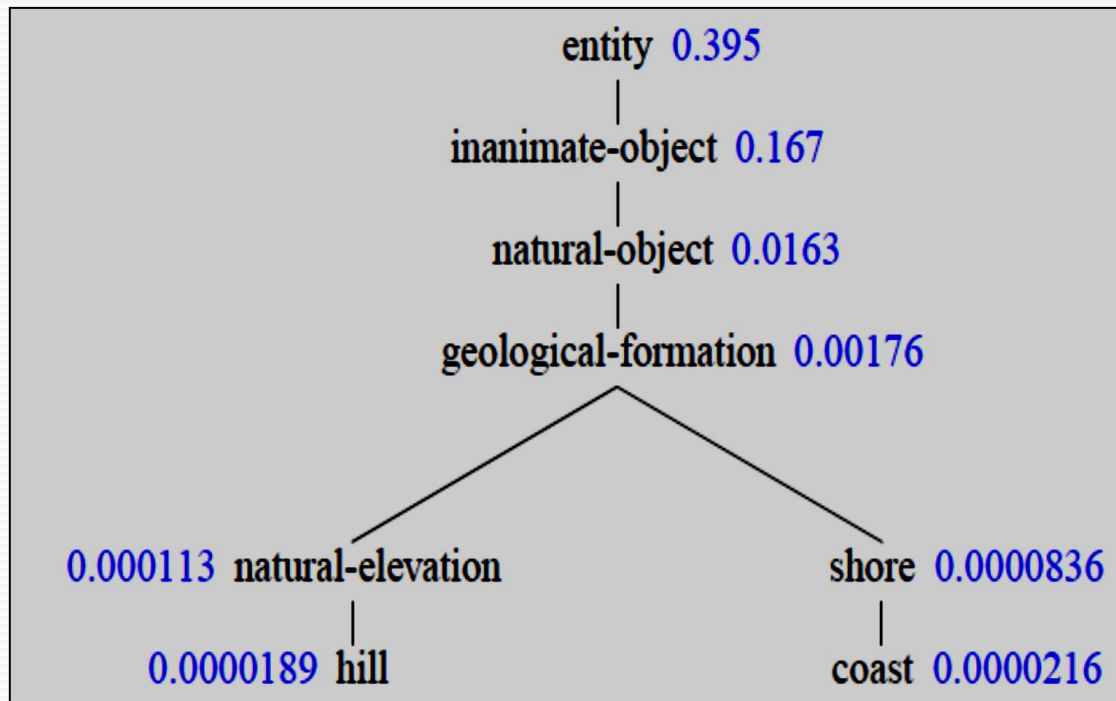 entity 0.395
inanimate-object 0.167
natural-object 0.0163
geological-formation 0.00176
0.000113 natural-elevation shore 0.0000836
0.0000189 hill coast 0.0000216